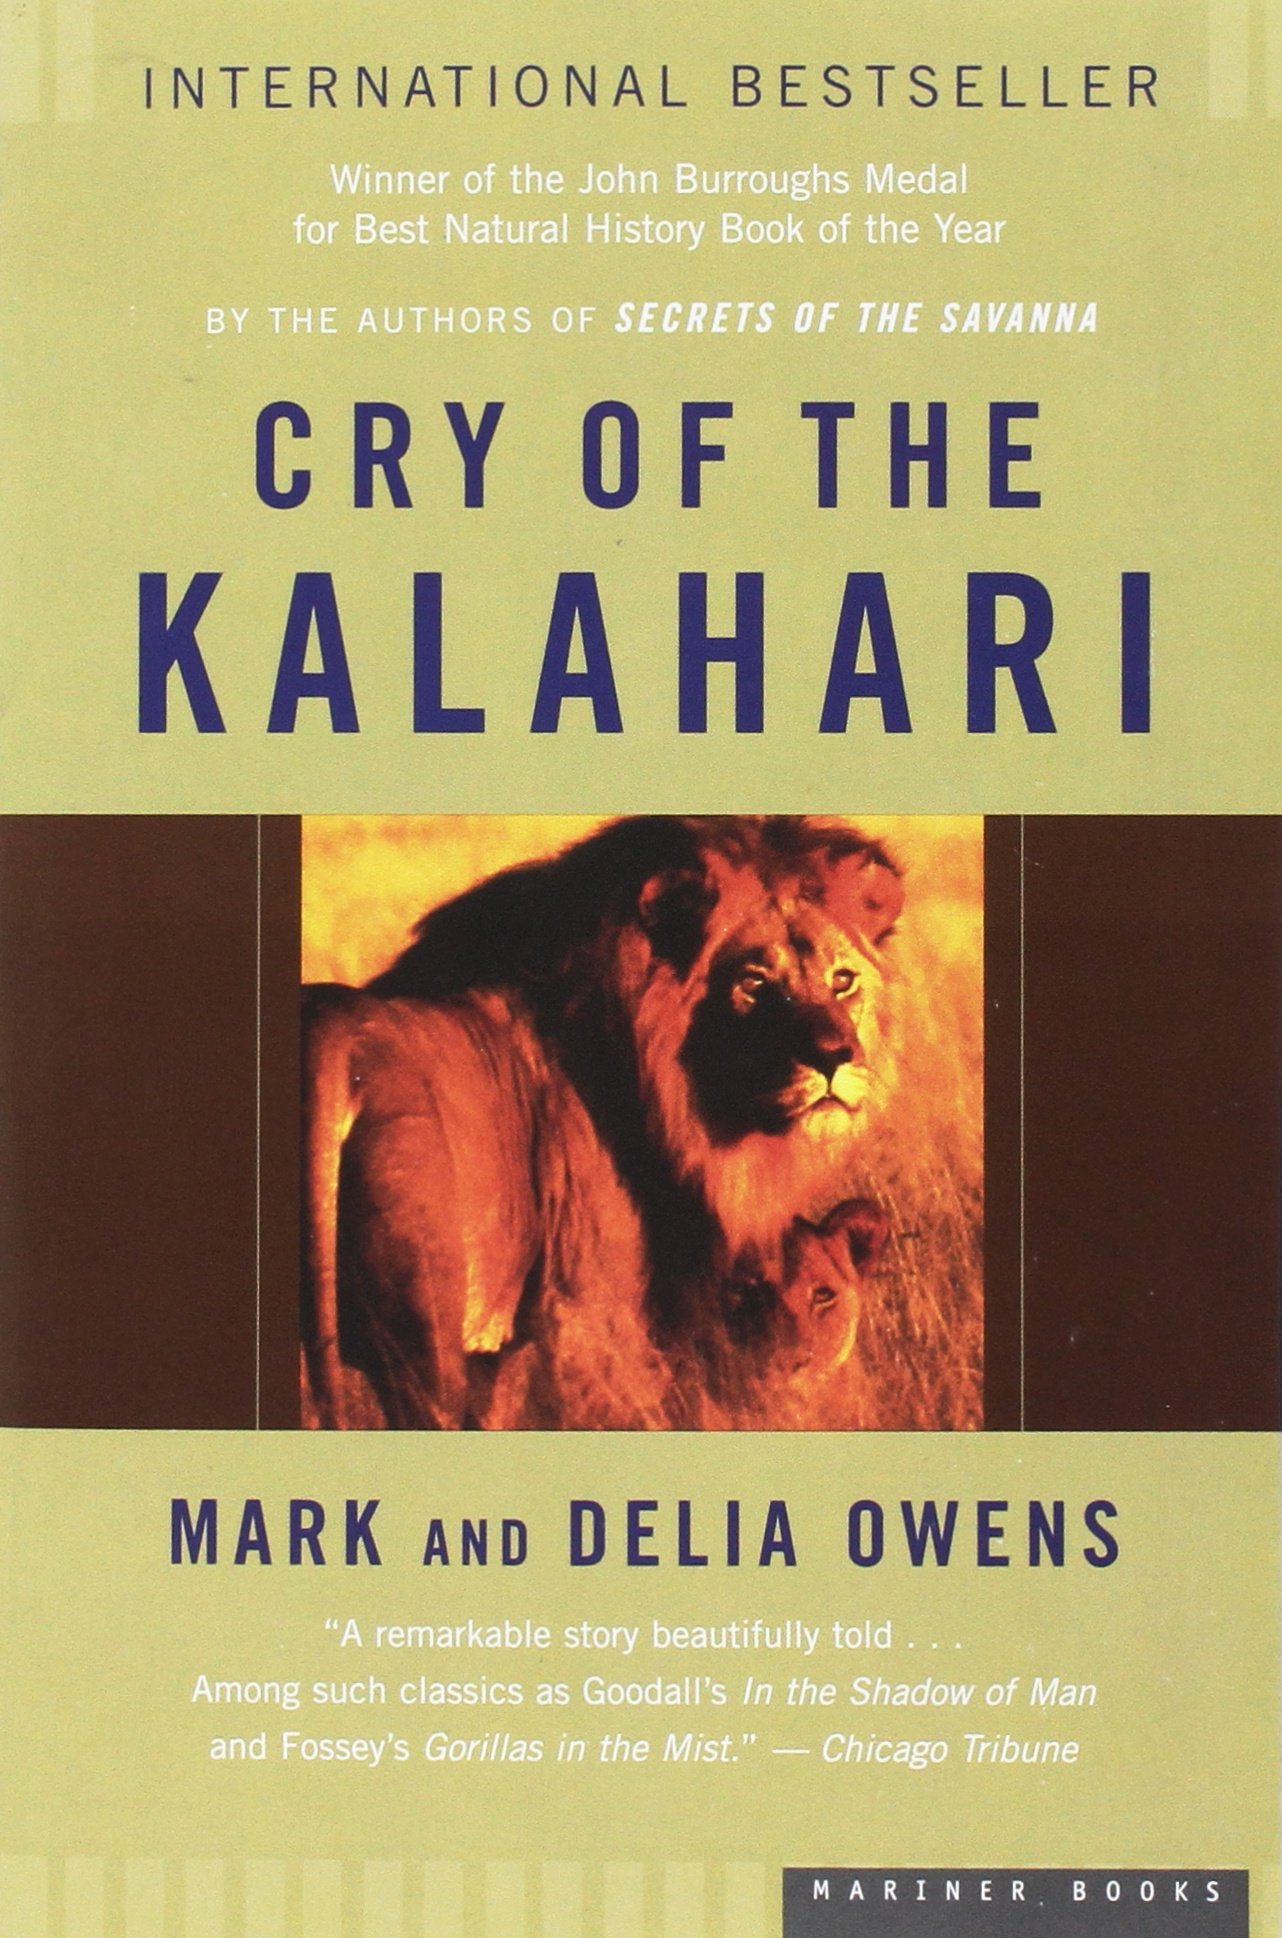 INTERNATIONAL BESTSELLER
Winner of the John Burroughs Medal
for Best Natural History Book of the Year
BY THE AUTHORS OF SECRETS OF THE SAVANNA
CRY OF THE
KALAHARI
MARK AND DELIA OWENS
“A remarkable story beautifully told . . .
Among such classics as Goodall’s In the Shadow of Man
and Fossey’s Gorillas in the Mist.” — Chicago Tribune
MARINER BOOKS